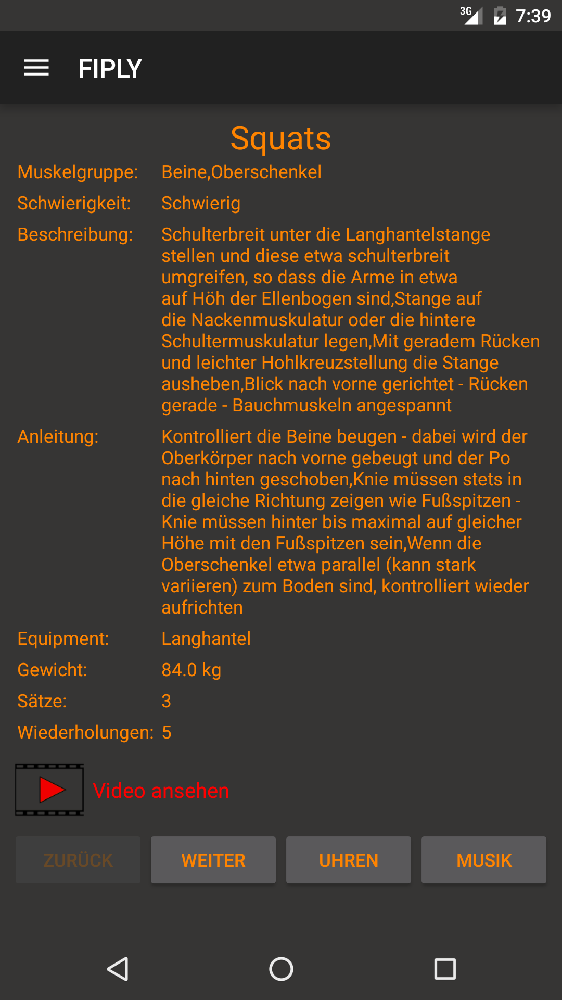 3G 7:39
FIPLY
Squats
Muskelgruppe: Beine,Oberschenkel
Schwierigkeit: Schwierig
Beschreibung: Schulterbreit unter die Langhantelstange
stellen und diese etwa schulterbreit
umgreifen, so dass die Arme in etwa
auf Höh der Ellenbogen sind,Stange auf
die Nackenmuskulatur oder die hintere
Schultermuskulatur legen,Mit geradem Rücken
und leichter Hohlkreuzstellung die Stange
ausheben,Blick nach vorne gerichtet - Rücken
gerade - Bauchmuskeln angespannt
Anleitung: Kontrolliert die Beine beugen - dabei wird der
Oberkörper nach vorne gebeugt und der Po
nach hinten geschoben,Knie müssen stets in
die gleiche Richtung zeigen wie Fußspitzen -
Knie müssen hinter bis maximal auf gleicher
Höhe mit den Fußspitzen sein,Wenn die
Oberschenkel etwa parallel (kann stark
variieren) zum Boden sind, kontrolliert wieder
aufrichten
Equipment: Langhantel
Gewicht: 84.0 kg
Sätze: 3
Wiederholungen: 5
Video ansehen
ZURÜCK WEITER UHREN MUSIK